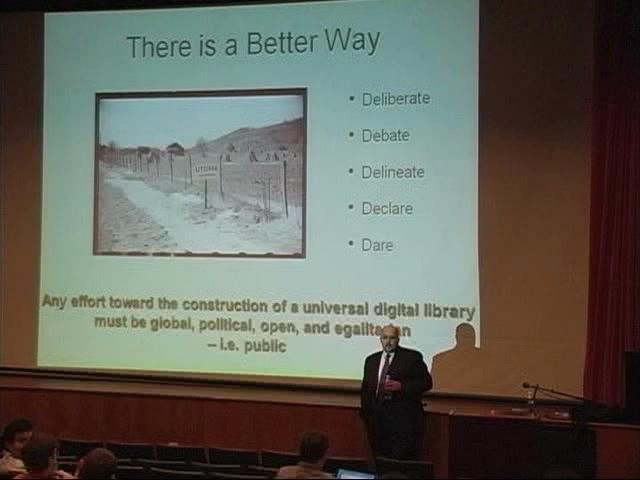 There is a Better Way
UTOPIA
• Deliberate
• Debate
• Delineate
• Declare
• Dare
Any effort toward the construction of a universal digital library
must be global, political, open, and egalitarian
– i.e. public